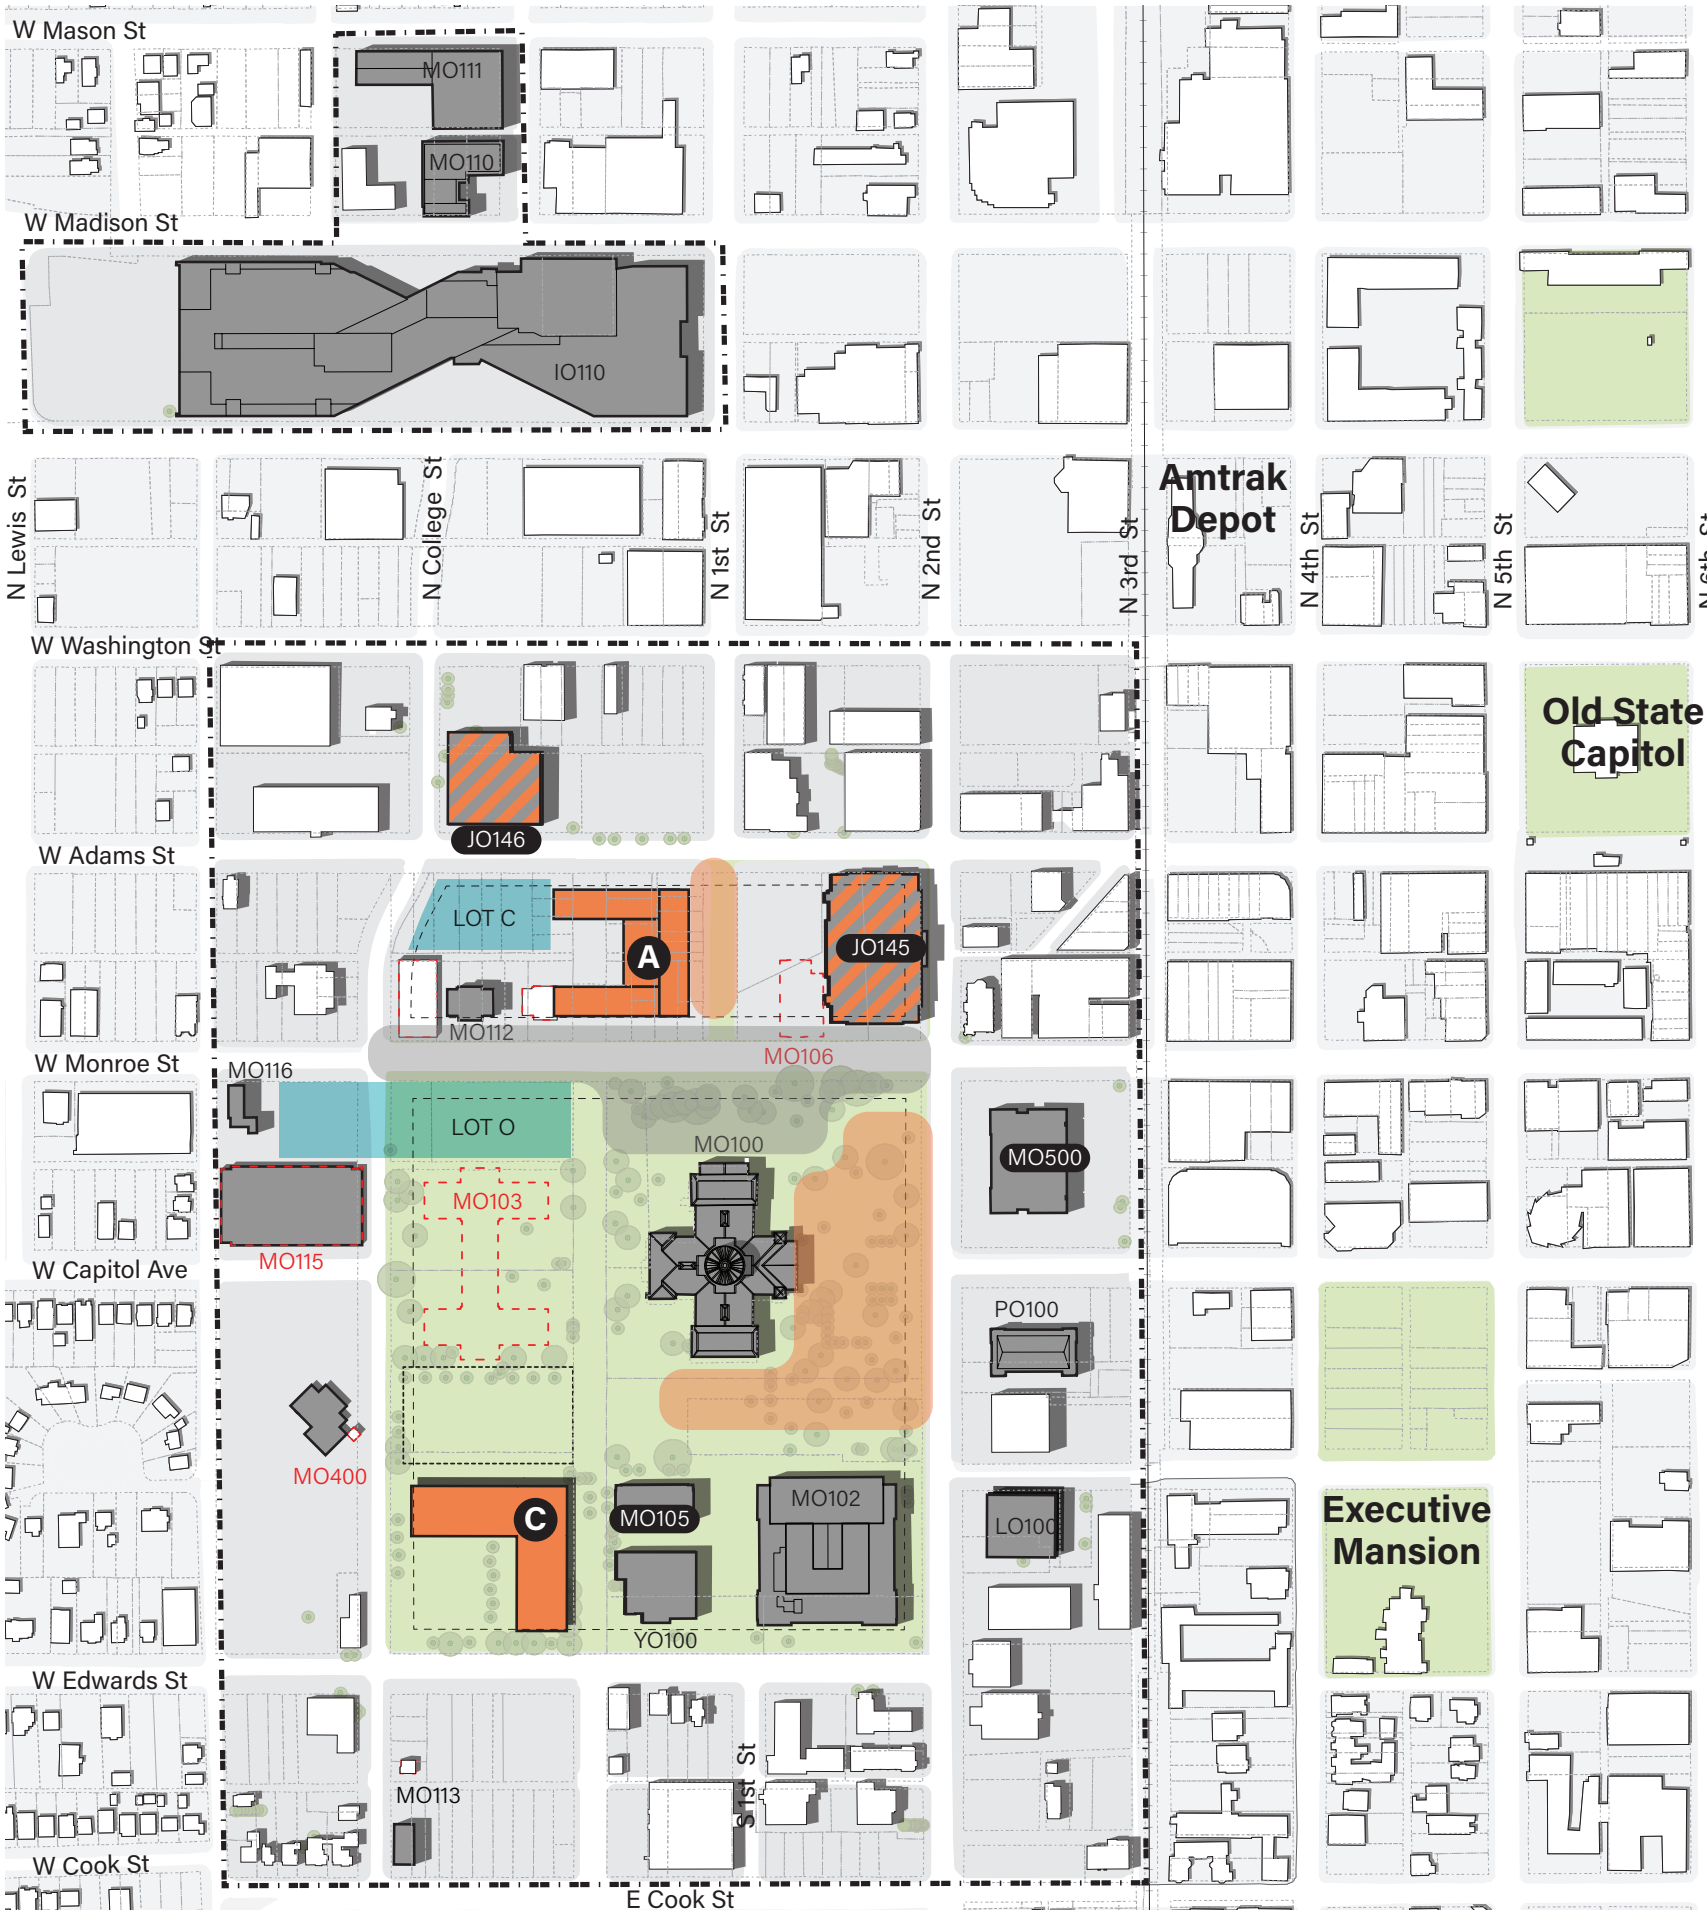 W Mason St
MO111
MO110
W Madison St
IO110
N Lewis St
N College St
N 1st St
N 2nd St
N 3rd St
Amtrak
Depot
N 4th St
N 5th St
N 6th St
W Washington St
Old State
Capitol
JO146
W Adams St
LOT C
A
JO145
MO112
MO106
W Monroe St
MO116
LOT O
MO100
MO500
MO103
MO115
W Capitol Ave
PO100
MO400
C
MO105
MO102
LO100
Executive
Mansion
YO100
W Edwards St
S 1st St
MO113
W Cook St
E Cook St